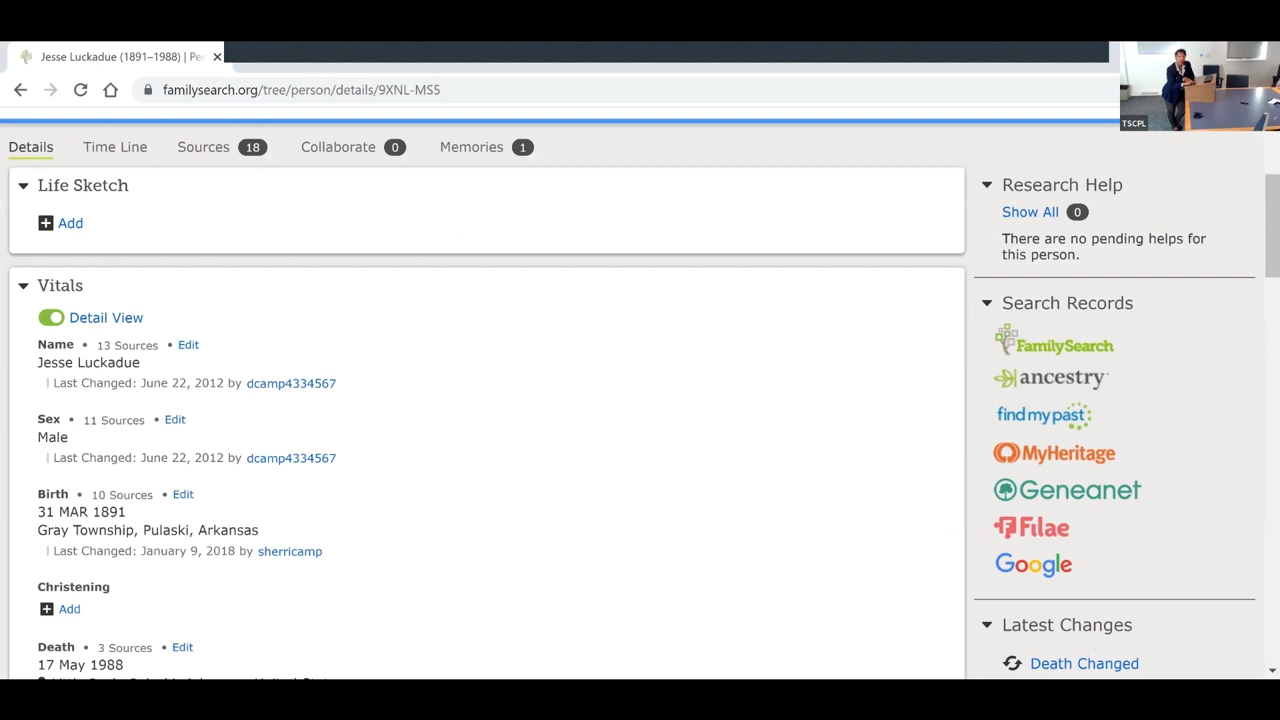 Jesse Luckadue (1891–1988) | Per
familysearch.org/tree/person/details/9XNL-MS5
TSCPL
Details Time Line Sources 18 Collaborate 0 Memories 1
Life Sketch
Add
Vitals
Detail View
Name • 13 Sources • Edit
Jesse Luckadue
Last Changed: June 22, 2012 by dcamp4334567
Sex • 11 Sources • Edit
Male
Last Changed: June 22, 2012 by dcamp4334567
Birth • 10 Sources • Edit
31 MAR 1891
Gray Township, Pulaski, Arkansas
Last Changed: January 9, 2018 by sherricamp
Christening
Add
Death • 3 Sources • Edit
17 May 1988
Research Help
Show All 0
There are no pending helps for
this person.
Search Records
FamilySearch
ancestry
findmypast
MyHeritage
Geneanet
Filae
Google
Latest Changes
Death Changed